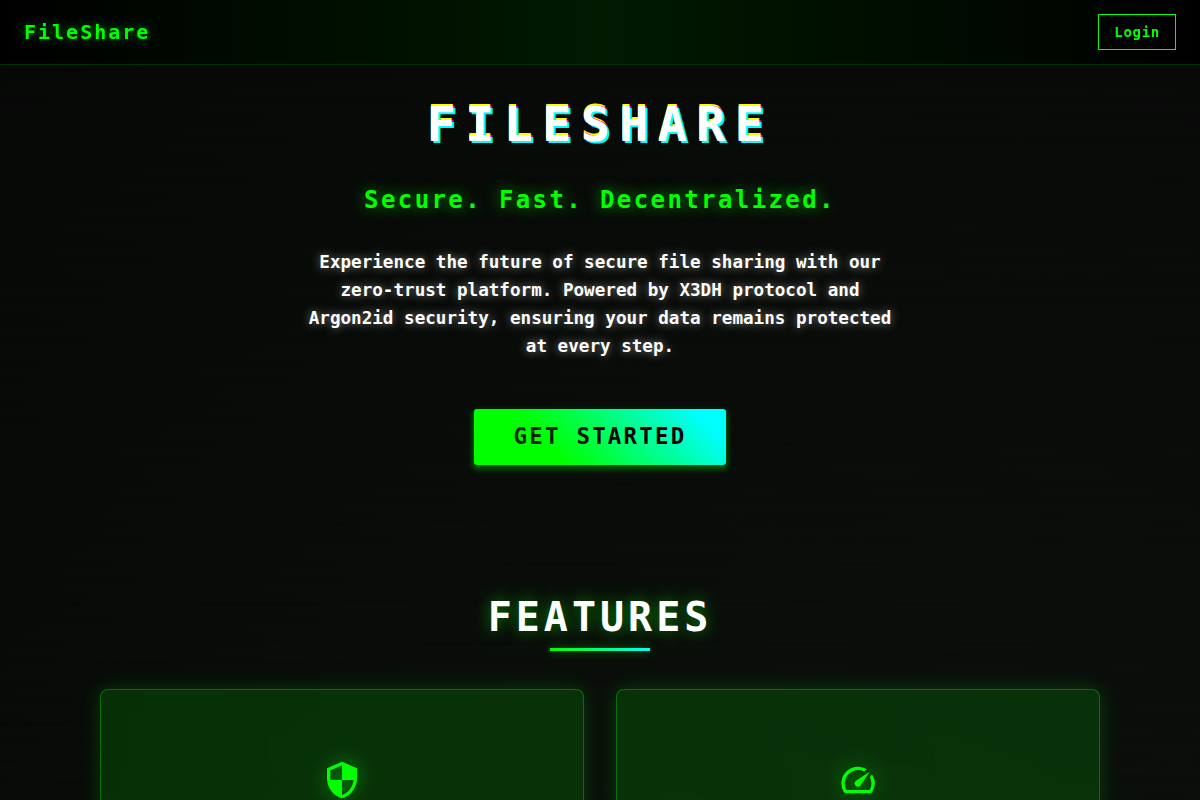 FileShare
Login
FILESHARE
Secure. Fast. Decentralized.
Experience the future of secure file sharing with our
zero-trust platform. Powered by X3DH protocol and
Argon2id security, ensuring your data remains protected
at every step.
GET STARTED
FEATURES